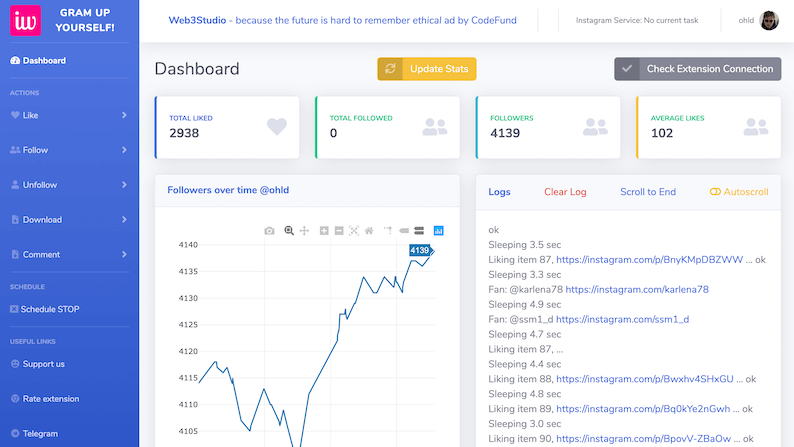 iw
GRAM UP
YOURSELF!
Dashboard
ACTIONS
Like
Follow
Unfollow
Download
Comment
SCHEDULE
Schedule STOP
USEFUL LINKS
Support us
Rate extension
Telegram
Web3Studio - because the future is hard to remember ethical ad by CodeFund
Instagram Service: No current task
ohld
Dashboard
Update Stats
Check Extension Connection
TOTAL LIKED
2938
TOTAL FOLLOWED
0
FOLLOWERS
4139
AVERAGE LIKES
102
Followers over time @ohld
4139
4140
4135
4130
4125
4120
4115
4110
4105
Logs
Clear Log
Scroll to End
Autoscroll
ok
Sleeping 3.5 sec
Liking item 87, https://instagram.com/p/BnyKMpDBZWW ... ok
Sleeping 3.3 sec
Fan: @karlena78 https://instagram.com/karlena78
Sleeping 4.9 sec
Fan: @ssm1_d https://instagram.com/ssm1_d
Sleeping 4.7 sec
Liking item 87, ...
Sleeping 4.4 sec
Liking item 88, https://instagram.com/p/Bwxhv4SHxGU ... ok
Sleeping 4.8 sec
Liking item 89, https://instagram.com/p/Bq0kYe2nGwh ... ok
Sleeping 3.0 sec
Liking item 90, https://instagram.com/p/BpovV-ZBaOw ... ok